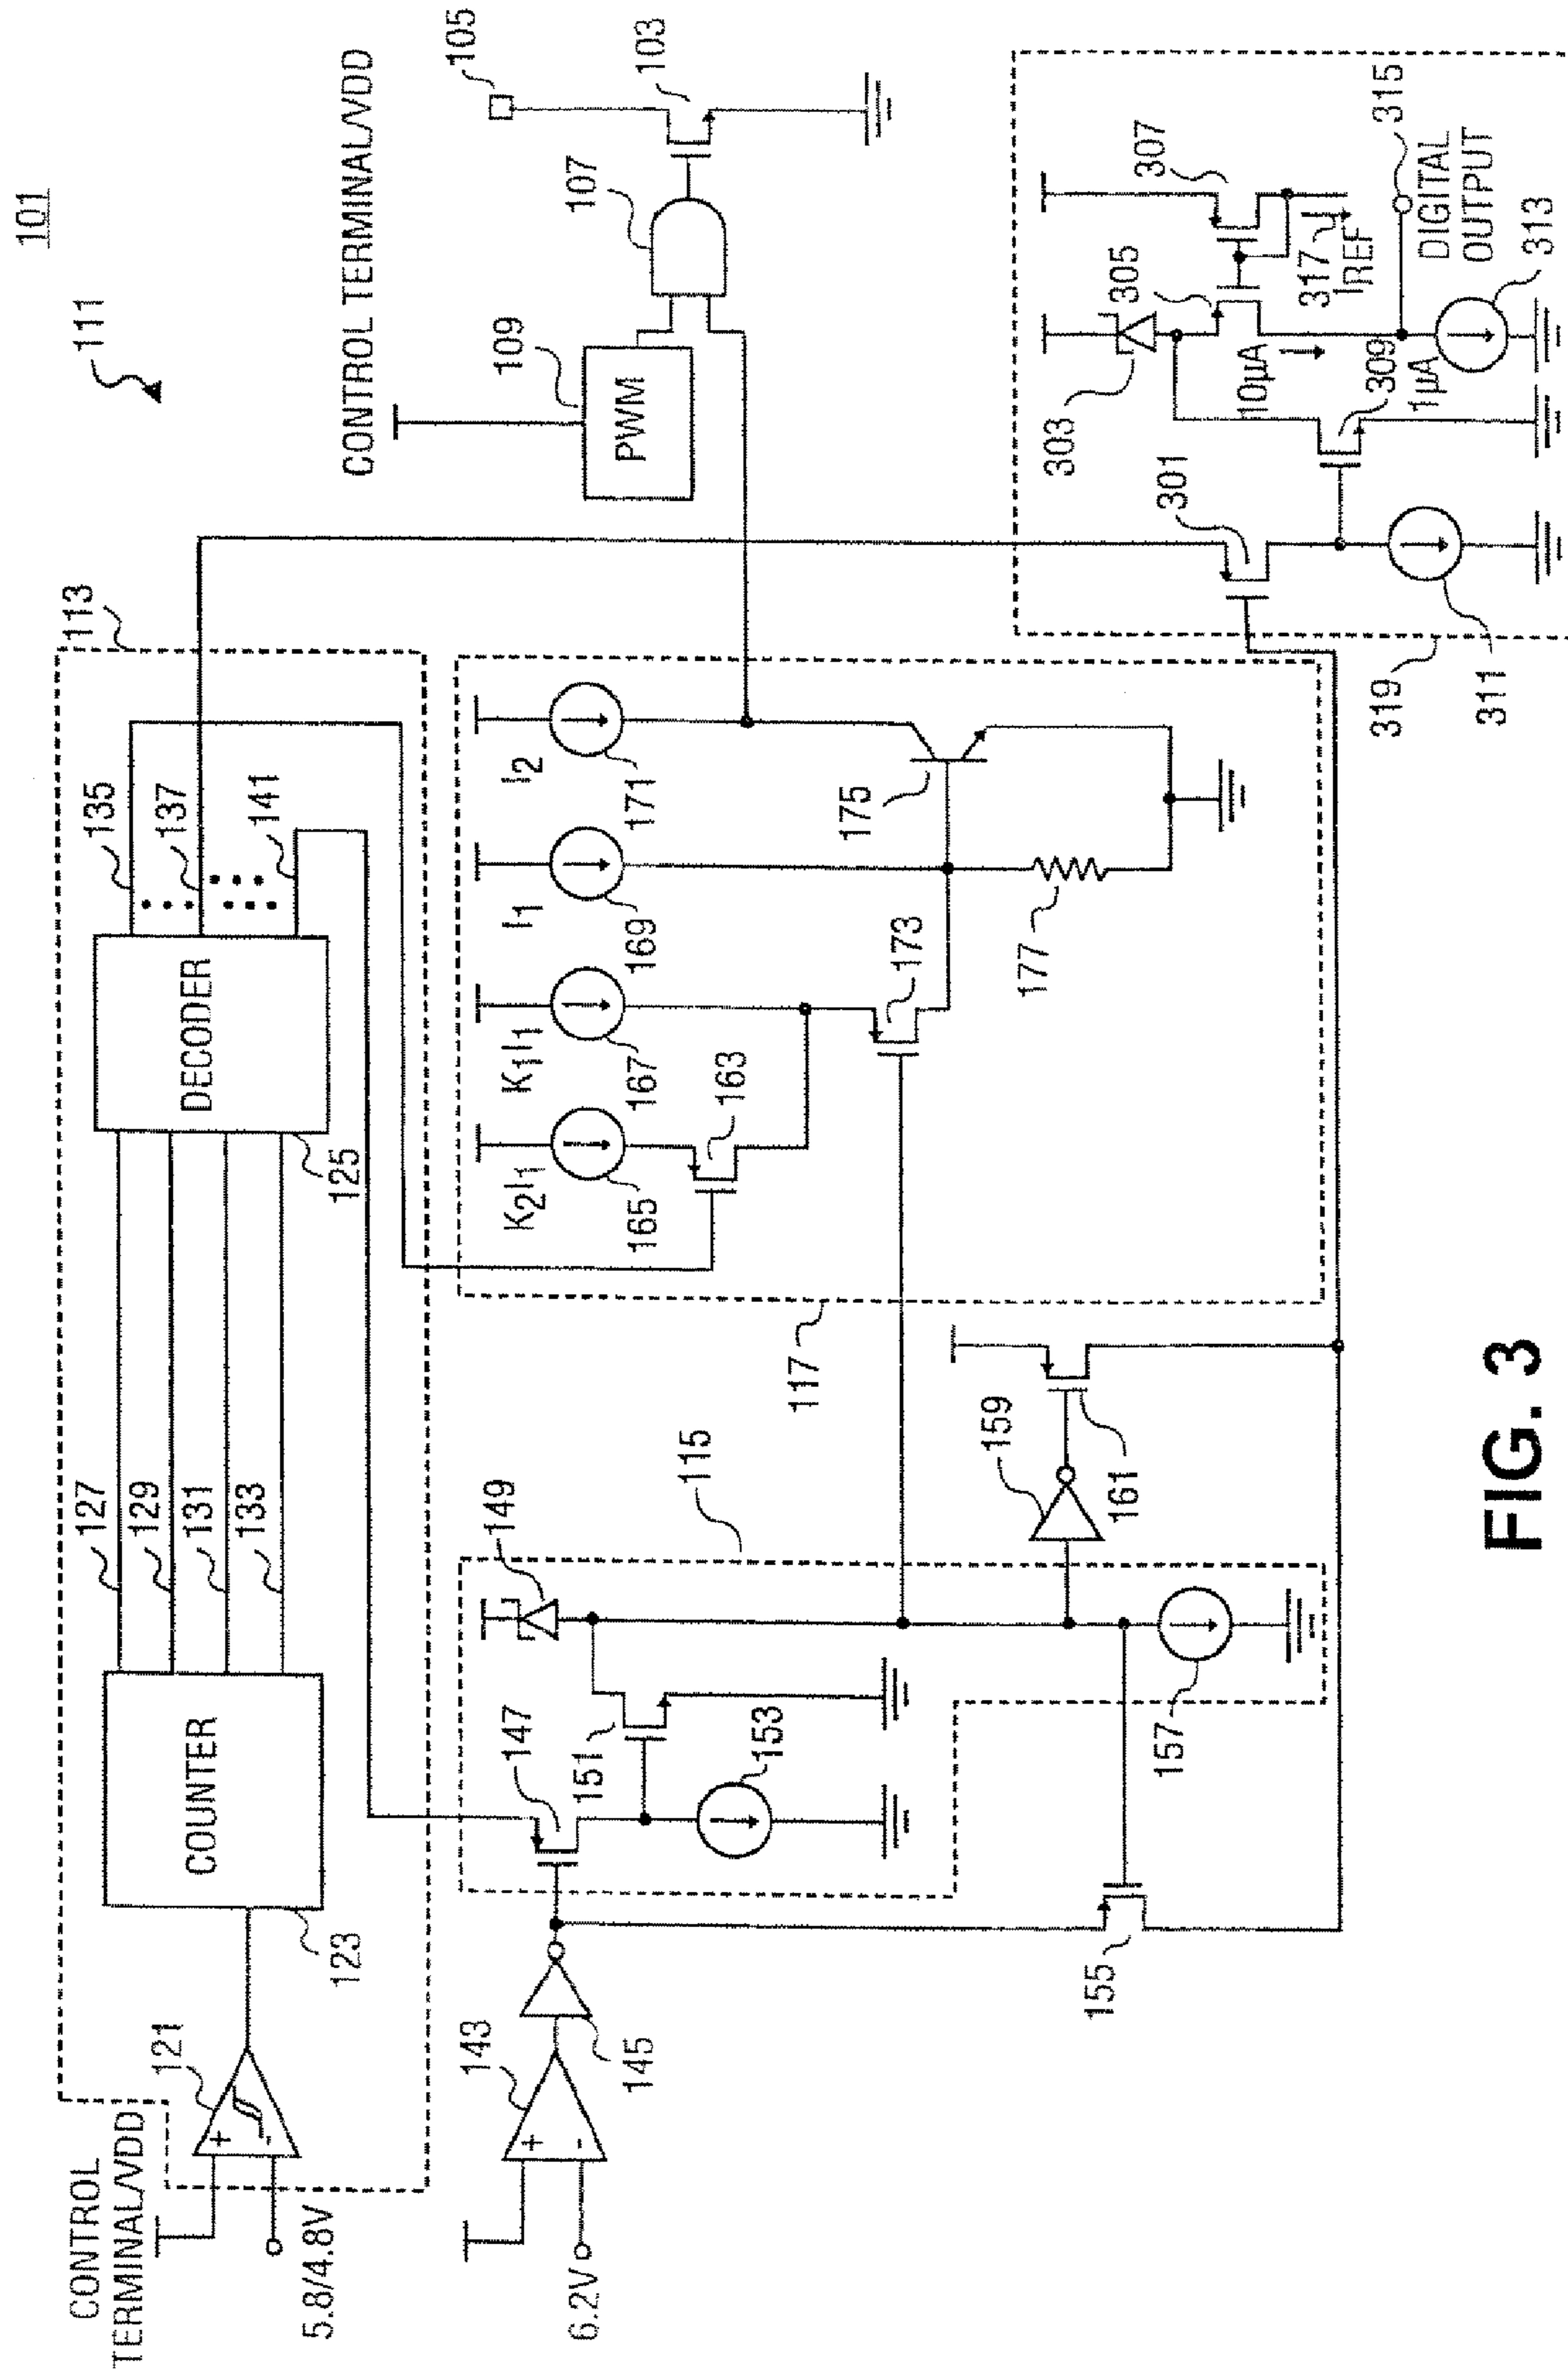 101
111
CONTROL
TERMINAL/VDD
5.8/4.8V
+
-
121
COUNTER
123
127
129
131
133
DECODER
125
135
137
141
113
CONTROL TERMINAL/VDD
109
PWM
107
105
103
6.2V
+
-
143
145
147
149
151
153
155
157
115
159
161
117
K2I1
165
K1I1
167
163
I1
169
I2
171
173
175
177
301
303
305
307
309
10µA
1µA
317
IREF
315
DIGITAL
OUTPUT
313
311
319
FIG. 3